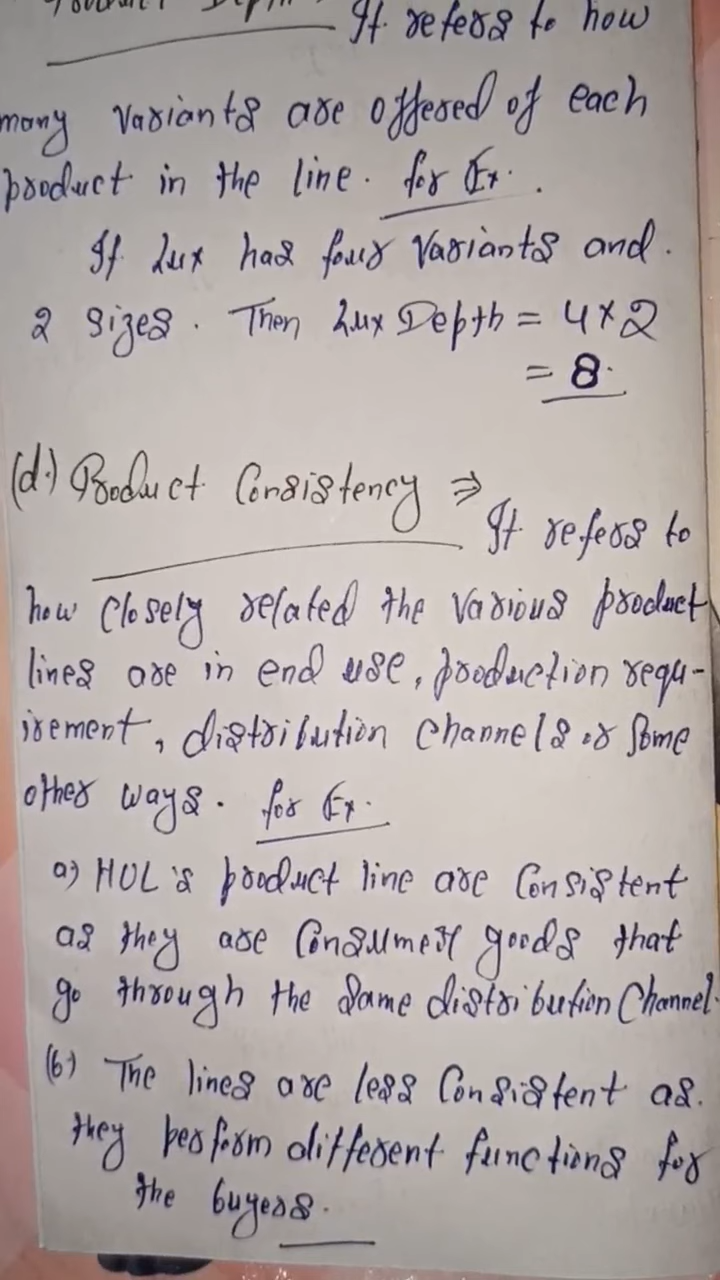 Product Depth
It refers to how
many variants are offered of each
product in the line. for Ex.
If Lux has four variants and
2 sizes. Then Lux Depth = 4 × 2
= 8.
(d.) Product Consistency ⇒
It refers to
how closely related the various product
lines are in end use, production requ-
irement, distribution channels or some
other ways. for Ex.
a) HUL's product line are consistent
as they are consumer goods that
go through the same distribution channel.
(b) The lines are less consistent as.
they perform different functions for
the buyers.